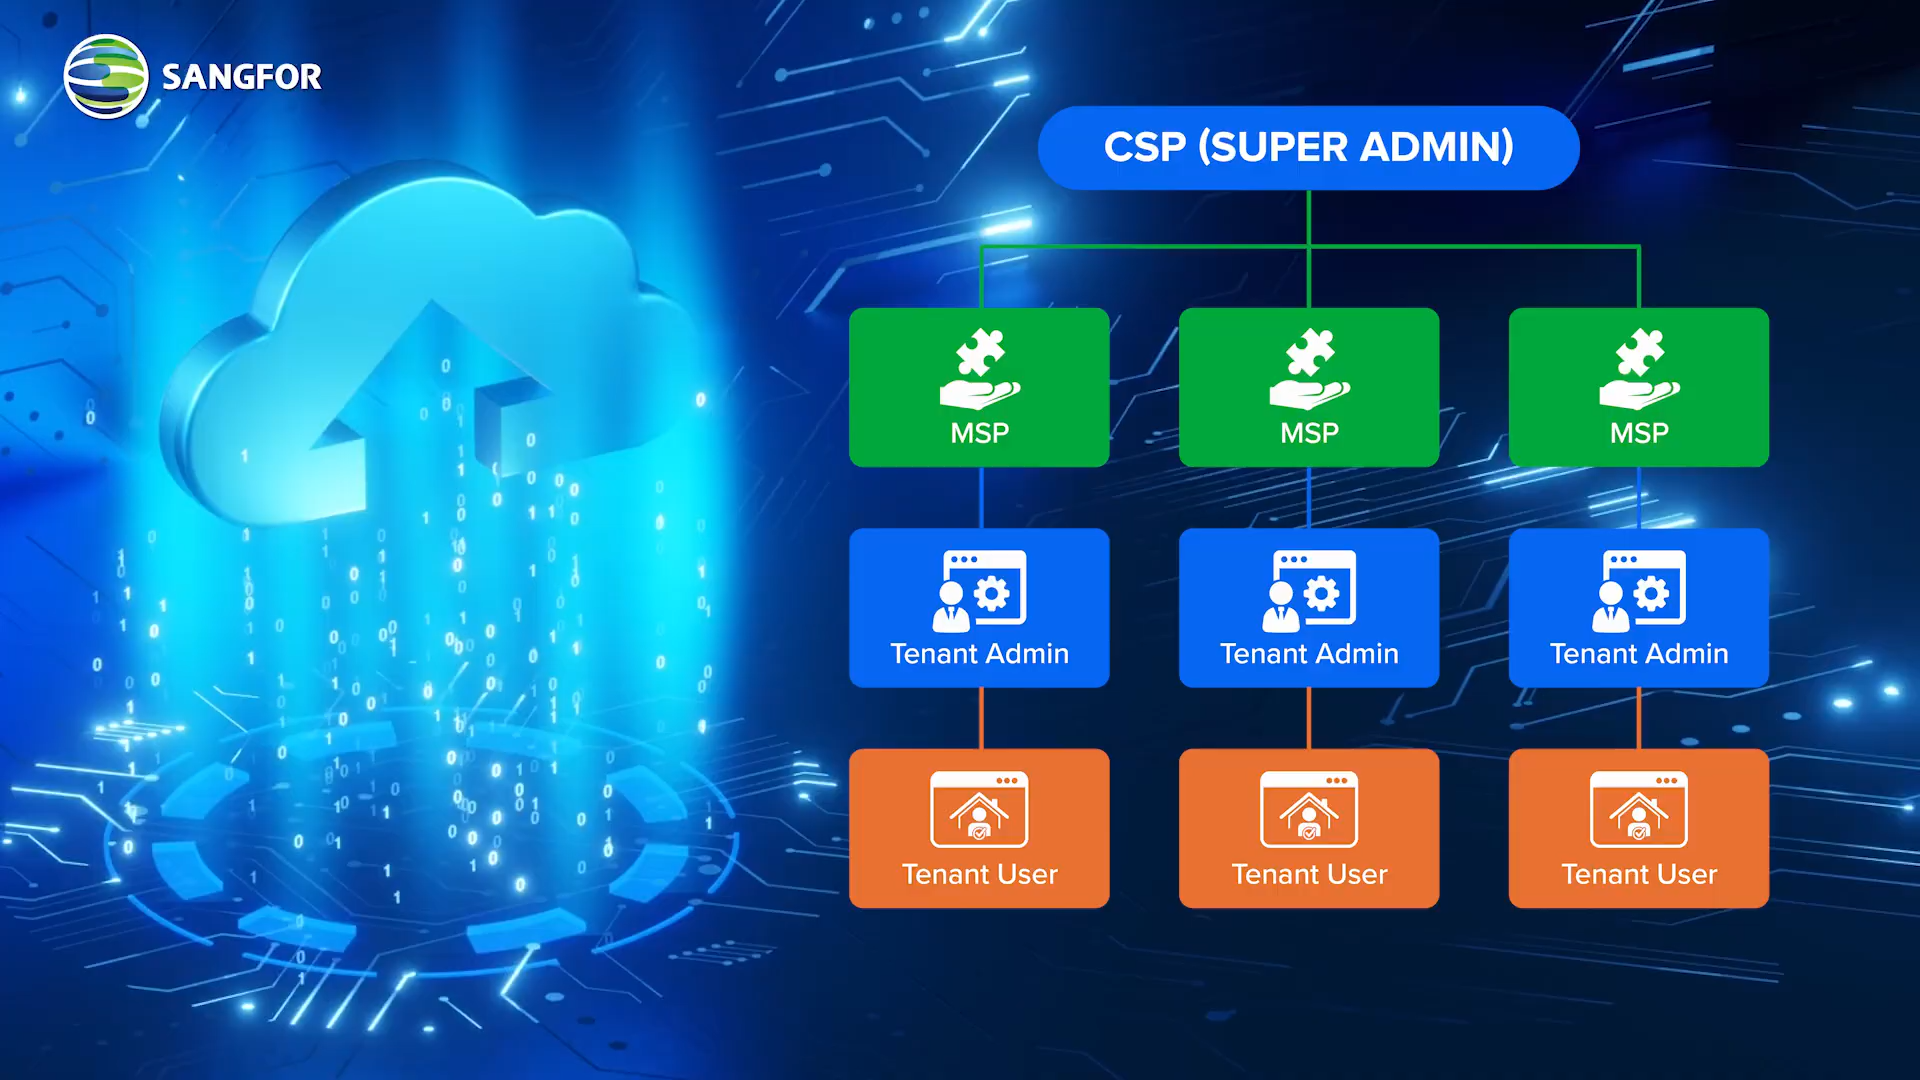 SANGFOR
CSP (SUPER ADMIN)
MSP
MSP
MSP
Tenant Admin
Tenant Admin
Tenant Admin
Tenant User
Tenant User
Tenant User